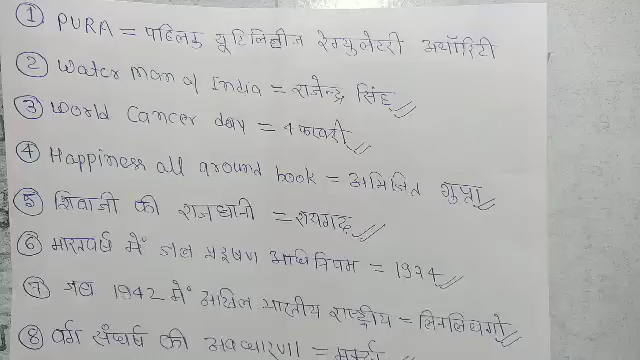 ① PURA = पब्लिक यूटिलिटीज रेग्युलेटरी अथॉरिटी
② Water man of India = राजेन्द्र सिंह
③ World Cancer day = 4 फरवरी
④ Happiness all around book = अभिजित गुप्ता
⑤ शिवाजी की राजधानी = रायगढ़
⑥ भारतवर्ष में जल प्रदूषण अधिनियम = 1974
⑦ जब 1942 में अखिल भारतीय राष्ट्रीय = लिनलिथगो
⑧ वर्ग संघर्ष की अवधारणा =